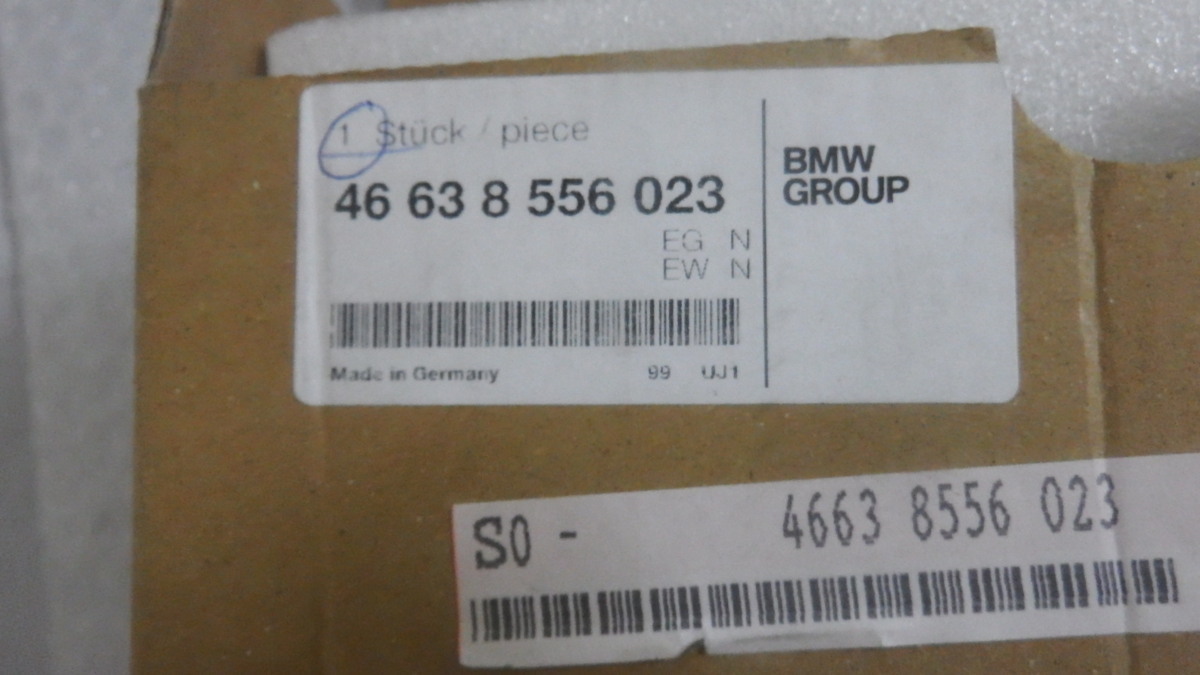 1 Stück / piece
46 63 8 556 023
EG N
EW N
Made in Germany 99 UJ1
BMW
GROUP
S0 - 4663 8556 023